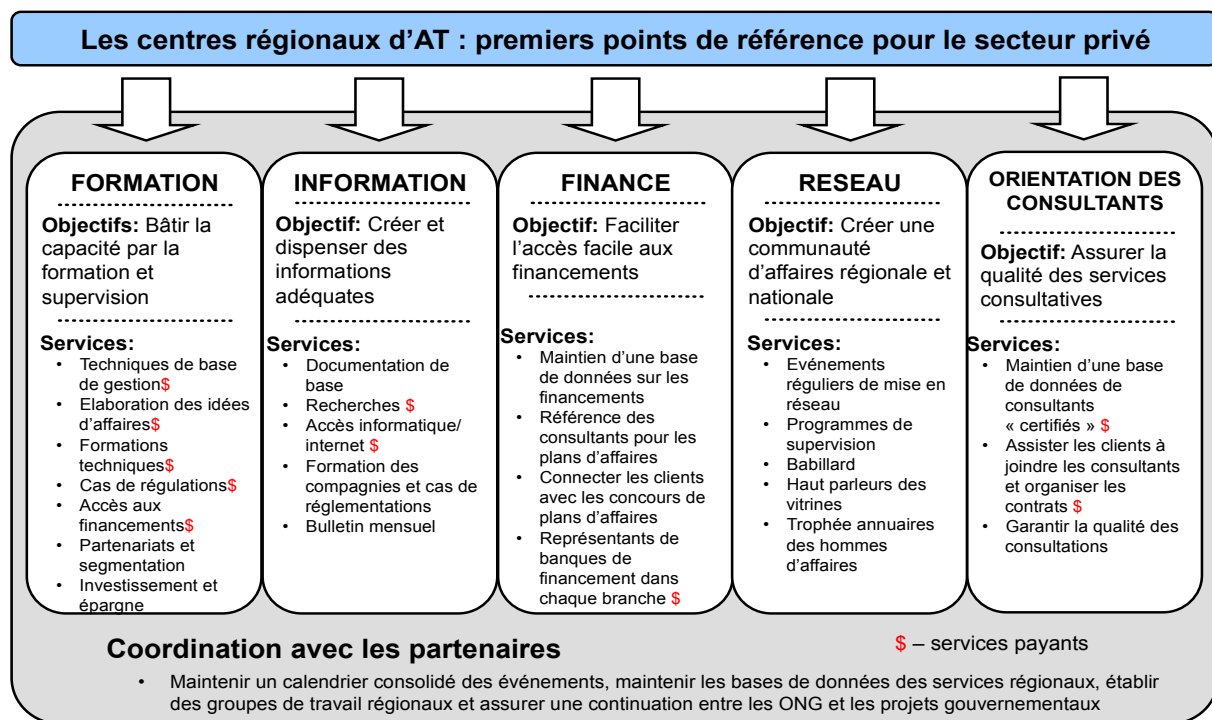 Les centres régionaux d’AT : premiers points de référence pour le secteur privé
FORMATION
Objectifs: Bâtir la
capacité par la
formation et
supervision
Services:
• Techniques de base
de gestion$
• Elaboration des idées
d’affaires$
• Formations
techniques$
• Cas de régulations$
• Accès aux
financements$
• Partenariats et
segmentation
• Investissement et
épargne
INFORMATION
Objectif: Créer et
dispenser des
informations
adéquates
Services:
• Documentation de
base
• Recherches $
• Accès informatique/
internet $
• Formation des
compagnies et cas de
réglementations
• Bulletin mensuel
FINANCE
Objectif: Faciliter
l’accès facile aux
financements
Services:
• Maintien d’une base
de données sur les
financements
• Référence des
consultants pour les
plans d’affaires
• Connecter les clients
avec les concours de
plans d’affaires
• Représentants de
banques de
financement dans
chaque branche $
RESEAU
Objectif: Créer une
communauté
d’affaires régionale et
nationale
Services:
• Evénements
réguliers de mise en
réseau
• Programmes de
supervision
• Babillard
• Haut parleurs des
vitrines
• Trophée annuaires
des hommes
d’affaires
ORIENTATION DES
CONSULTANTS
Objectif: Assurer la
qualité des services
consultatives
Services:
• Maintien d’une base
de données de
consultants
« certifiés » $
• Assister les clients à
joindre les consultants
et organiser les
contrats $
• Garantir la qualité des
consultations
Coordination avec les partenaires
$ – services payants
• Maintenir un calendrier consolidé des événements, maintenir les bases de données des services régionaux, établir
des groupes de travail régionaux et assurer une continuation entre les ONG et les projets gouvernementaux